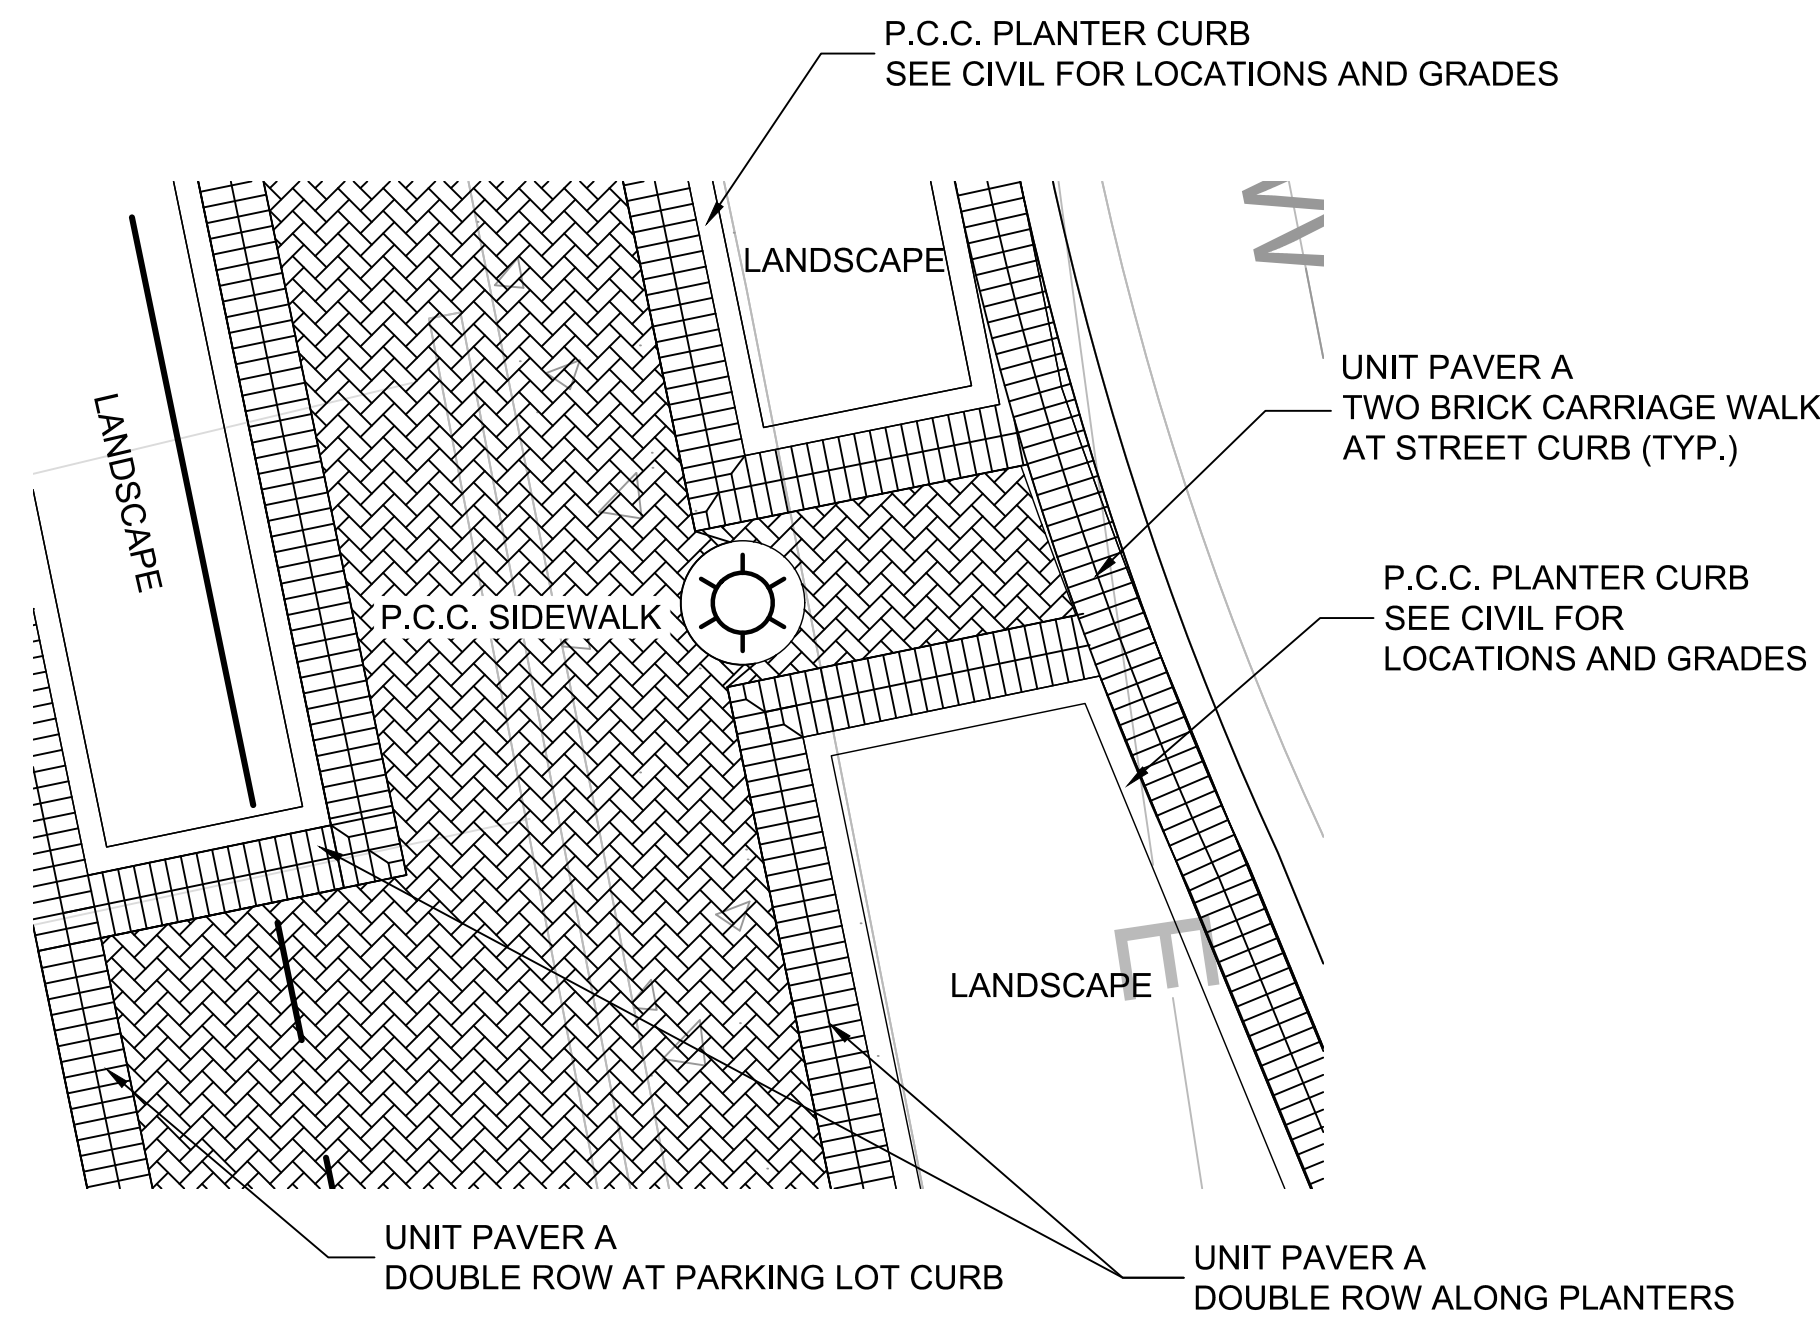 P.C.C. PLANTER CURB
SEE CIVIL FOR LOCATIONS AND GRADES
N
LANDSCAPE
UNIT PAVER A
TWO BRICK CARRIAGE WALK
AT STREET CURB (TYP.)
LANDSCAPE
P.C.C. PLANTER CURB
SEE CIVIL FOR
LOCATIONS AND GRADES
P.C.C. SIDEWALK
E
LANDSCAPE
UNIT PAVER A
DOUBLE ROW AT PARKING LOT CURB
UNIT PAVER A
DOUBLE ROW ALONG PLANTERS